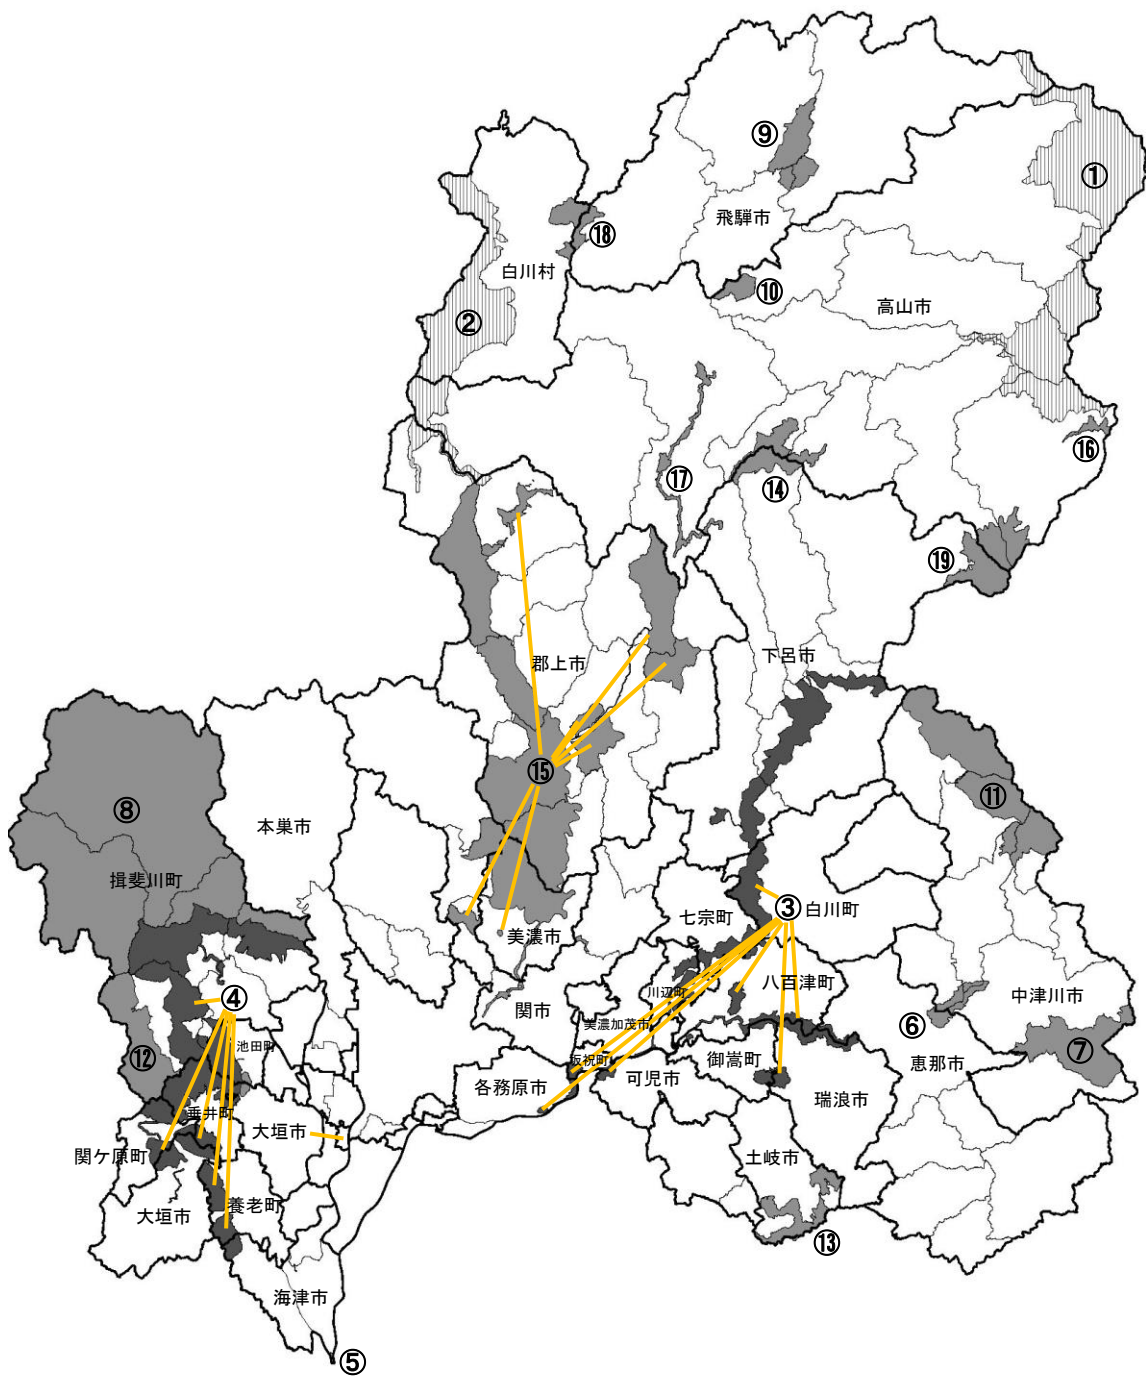 ⑨
①
飛騨市
⑱
白川村
⑩
高山市
②
⑯
⑰
⑭
⑲
郡上市
下呂市
⑮
⑪
⑧
本巣市
揖斐川町
③
白川町
七宗町
美濃市
④
川辺町
八百津町
中津川市
関市
美濃加茂市
⑥
池田町
⑫
坂祝町
御嵩町
恵那市
⑦
各務原市
可児市
瑞浪市
垂井町
大垣市
関ケ原町
土岐市
養老町
大垣市
⑬
海津市
⑤